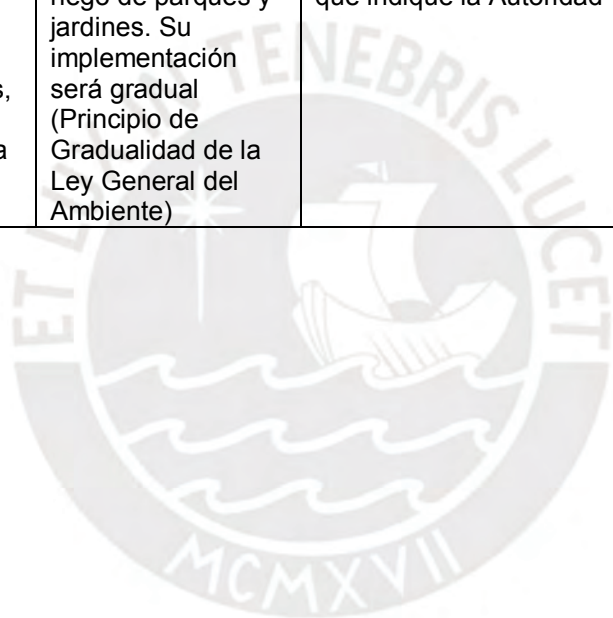 riego de parques y
jardines. Su
implementación
será gradual
(Principio de
Gradualidad de la
Ley General del
Ambiente)
s,
a
que indique la Autoridad
ET LUX IN TENEBRIS LUCET
MCMXVII